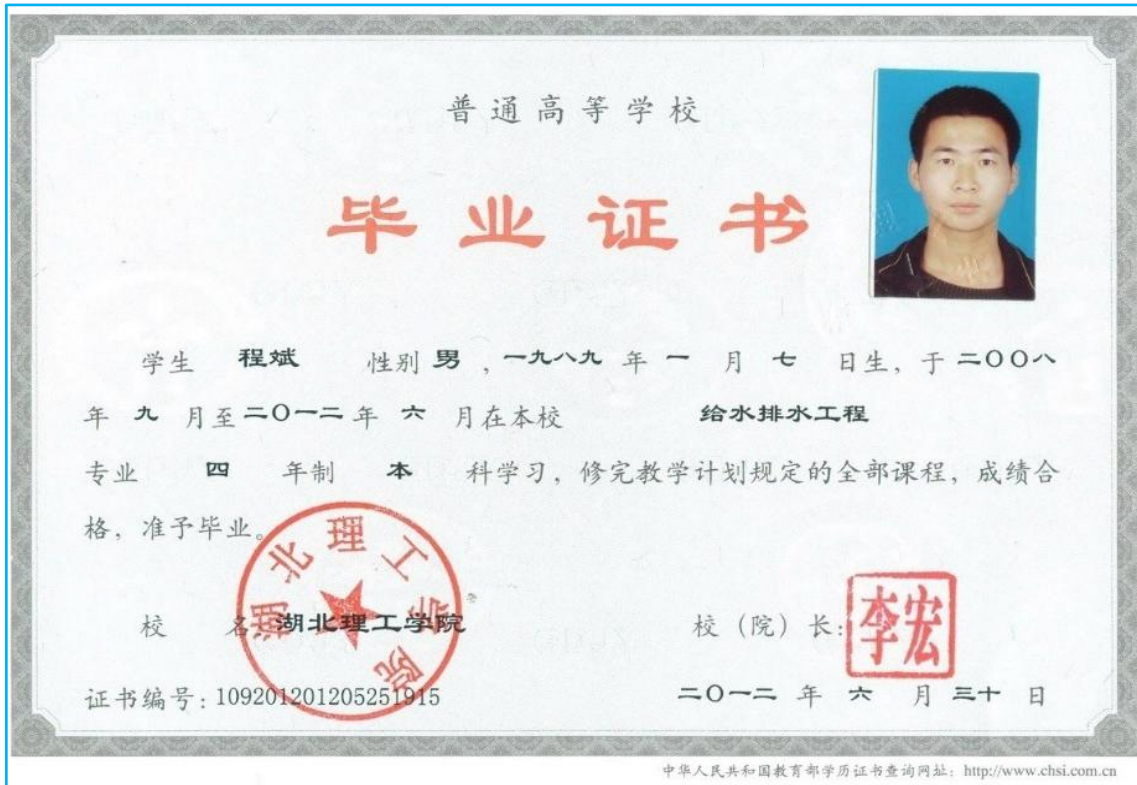 普通高等学校
毕业证书
学生 程斌 性别 男，一九八九 年 一 月 七 日生，于 二〇〇八
年 九 月至 二〇一二 年 六 月在本校 给水排水工程
专业 四 年制 本 科学习，修完教学计划规定的全部课程，成绩合
格，准予毕业。
湖北理工学院
校 名 湖北理工学院 校（院）长：李宏
证书编号：109201201205251915 二〇一二 年 六 月 三十 日
中华人民共和国教育部学历证书查询网址：http://www.chsi.com.cn